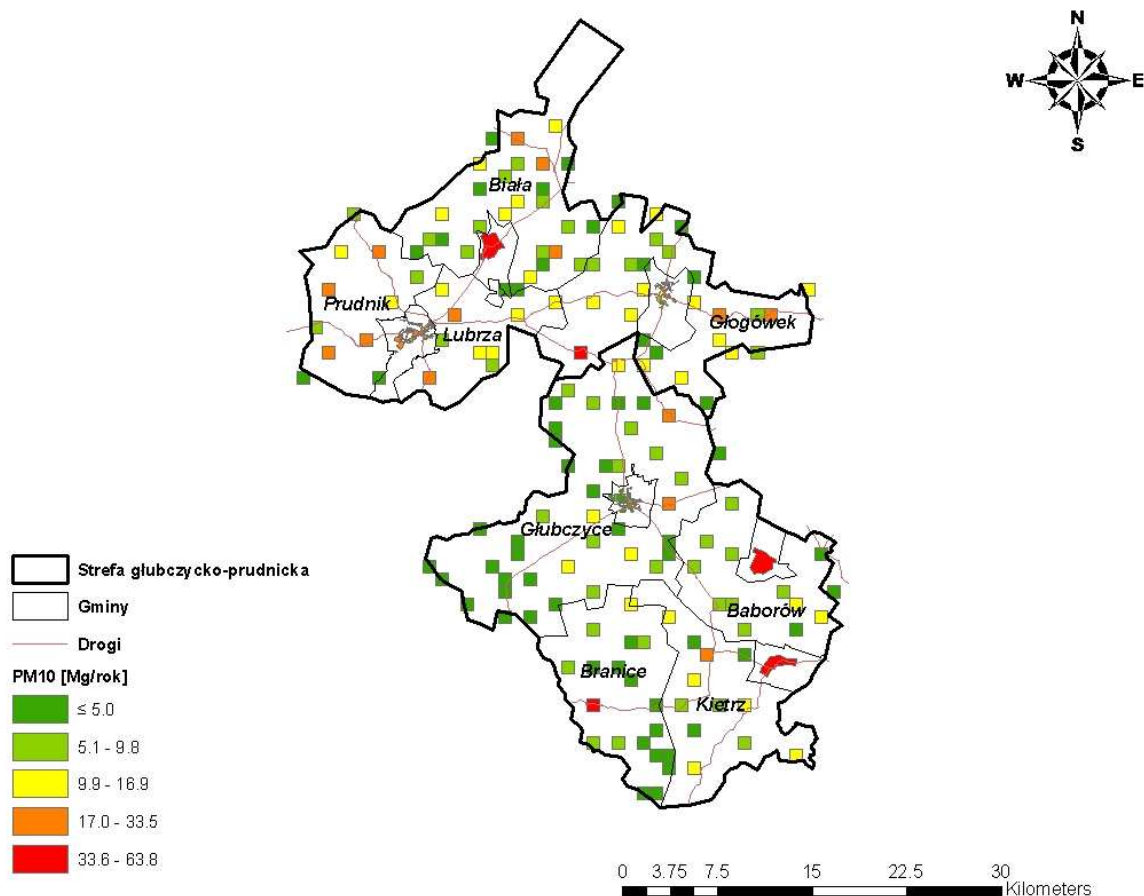 N
W E
S
Biała
Prudnik
Lubrza
Głogówek
Głubczyce
Baborów
Branice
Kietrz
Strefa głubczycko-prudnicka
Gminy
Drogi
PM10 [Mg/rok]
≤ 5.0
5.1 - 9.8
9.9 - 16.9
17.0 - 33.5
33.6 - 63.8
0 3.75 7.5 15 22.5 30
Kilometers